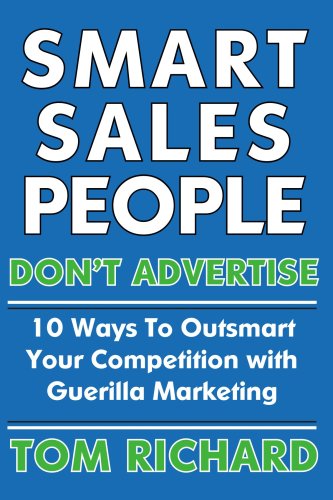 SMART
SALES
PEOPLE
DON'T ADVERTISE
10 Ways To Outsmart
Your Competition with
Guerilla Marketing
TOM RICHARD